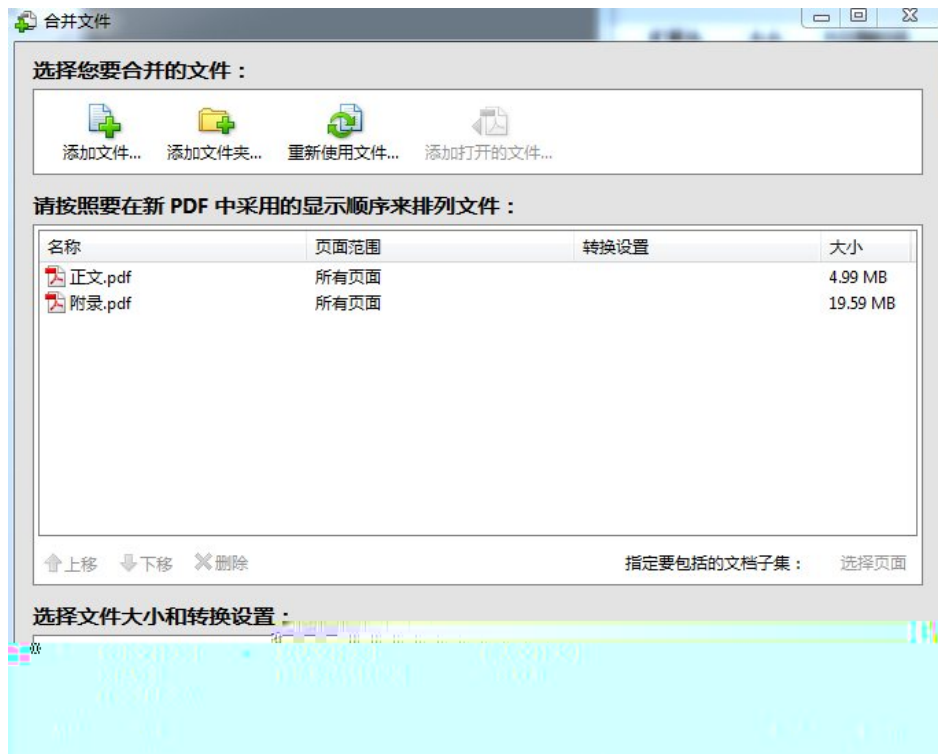 合并文件
选择您要合并的文件：
添加文件... 添加文件夹... 重新使用文件... 添加打开的文件...
请按照要在新 PDF 中采用的显示顺序来排列文件：
名称 页面范围 转换设置 大小
正文.pdf 所有页面 4.99 MB
附录.pdf 所有页面 19.59 MB
上移 下移 删除 指定要包括的文档子集： 选择页面
选择文件大小和转换设置：